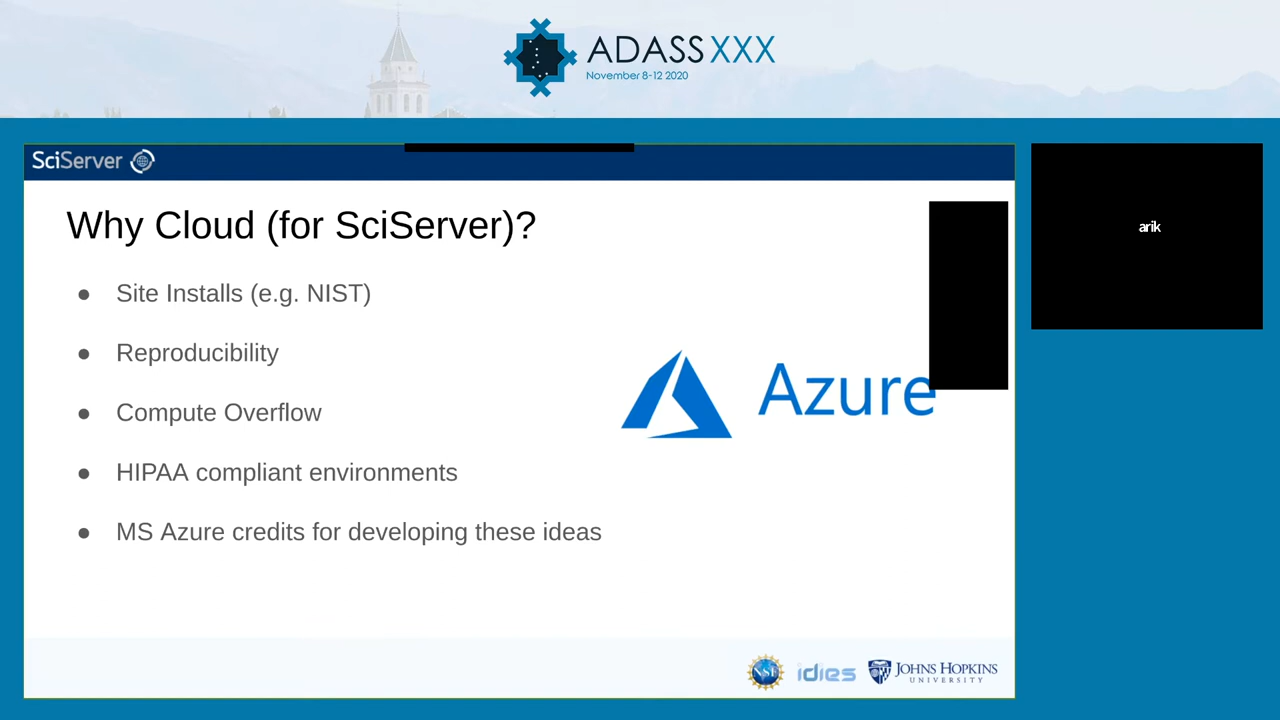 ADASS XXX
November 8-12 2020
SciServer
arik
Why Cloud (for SciServer)?
● Site Installs (e.g. NIST)
● Reproducibility
● Compute Overflow
● HIPAA compliant environments
● MS Azure credits for developing these ideas
Azure
NSF
idies
JOHNS HOPKINS
UNIVERSITY